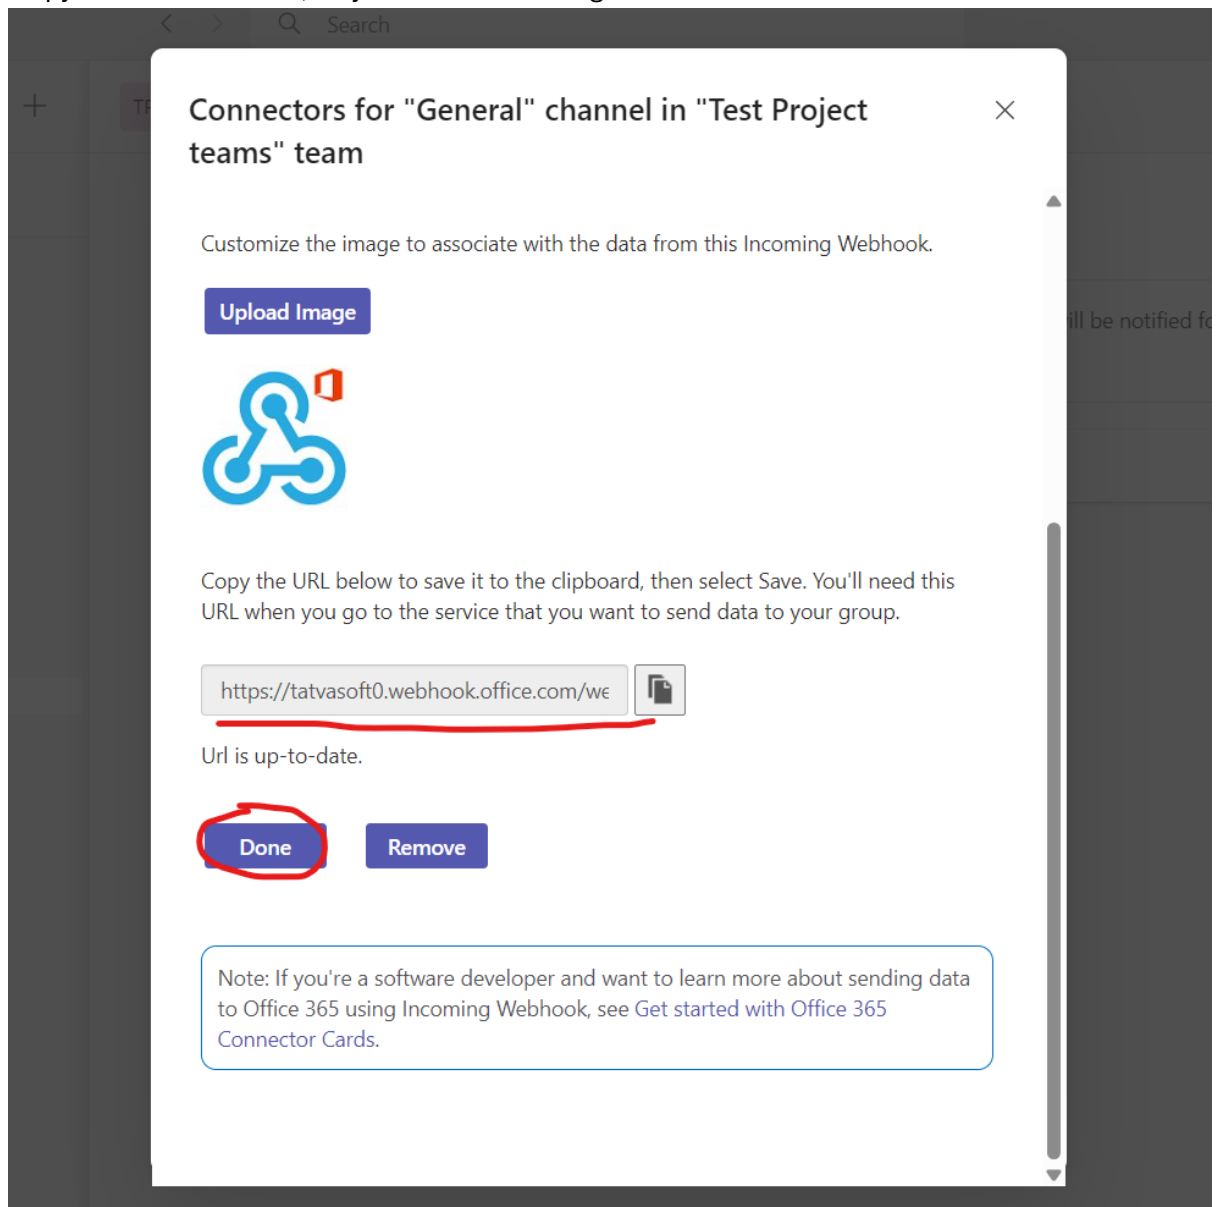 Search
TP
Connectors for "General" channel in "Test Project
teams" team
Customize the image to associate with the data from this Incoming Webhook.
Upload Image
ill be notified fo
Copy the URL below to save it to the clipboard, then select Save. You'll need this
URL when you go to the service that you want to send data to your group.
https://tatvasoft0.webhook.office.com/we
Url is up-to-date.
Done Remove
Note: If you're a software developer and want to learn more about sending data
to Office 365 using Incoming Webhook, see Get started with Office 365
Connector Cards.